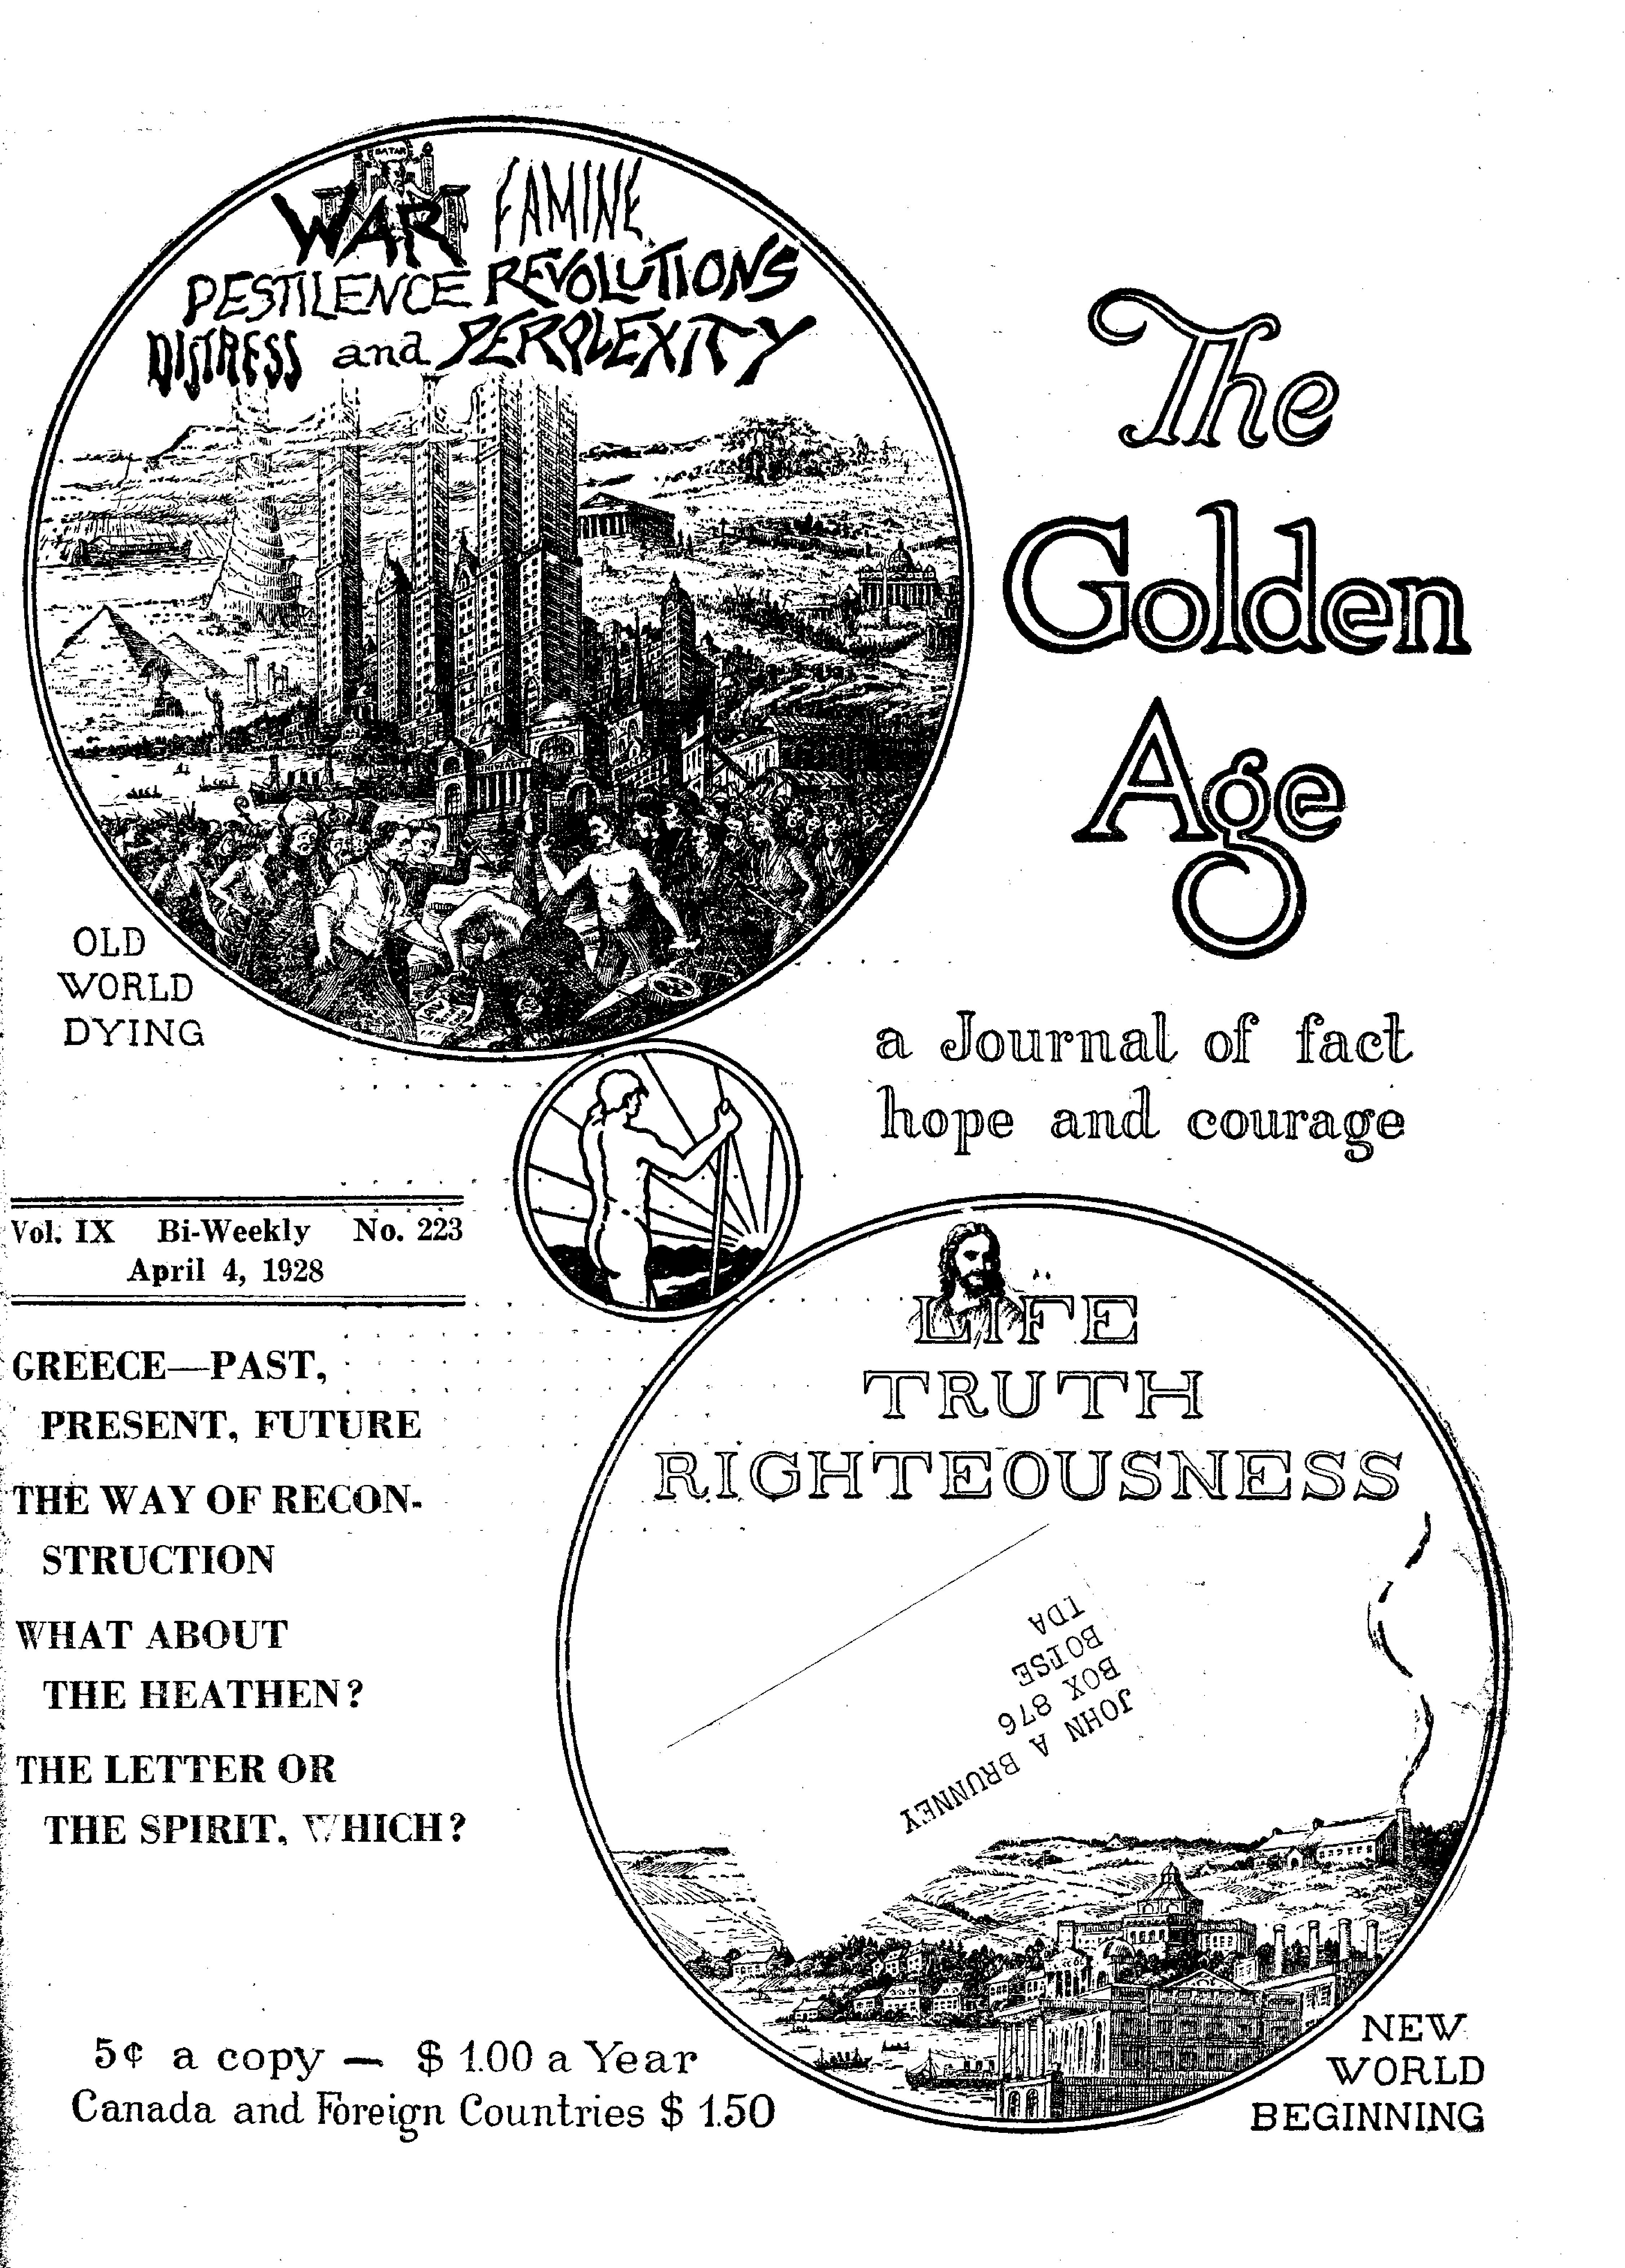 SATAN
WAR FAMINE
PESTILENCE REVOLUTIONS
DISTRESS and PERPLEXITY
The
Golden
Age
UNIVERSITY
OLD
WORLD
DYING
a Journal of fact
hope and courage
Vol. IX Bi-Weekly No. 223
April 4, 1928
GREECE—PAST,
PRESENT, FUTURE
THE WAY OF RECON-
STRUCTION
WHAT ABOUT
THE HEATHEN?
THE LETTER OR
THE SPIRIT, WHICH?
LIFE
TRUTH
RIGHTEOUSNESS
JOHN A BRUNNEY
BOX 876
BOISE
IDA
5¢ a copy — $ 1.00 a Year
Canada and Foreign Countries $ 1.50
NEW
WORLD
BEGINNING